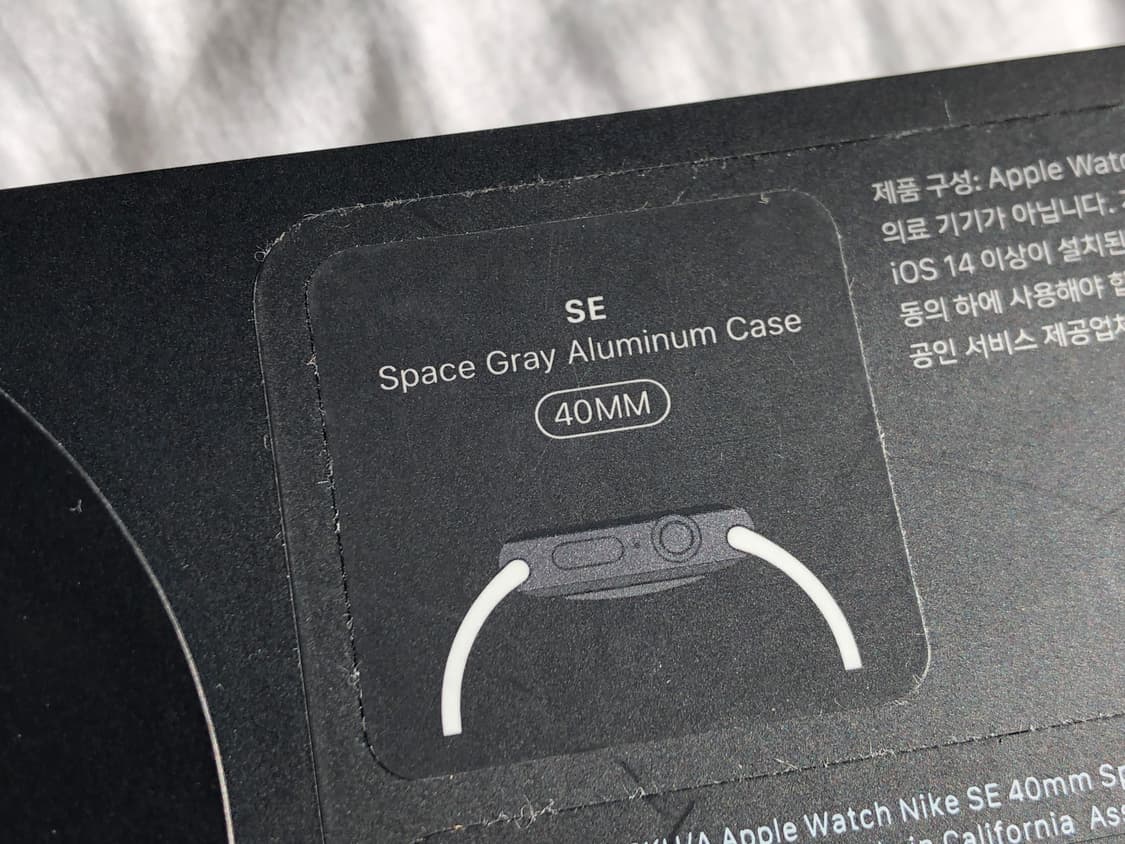 SE
Space Gray Aluminum Case
40MM
제품 구성: Apple
의료 기기가 아닙니다.
iOS 14 이상이 설치된
동의 하에 사용해야
공인 서비스 제공업체
Apple Watch Nike SE 40mm
in California